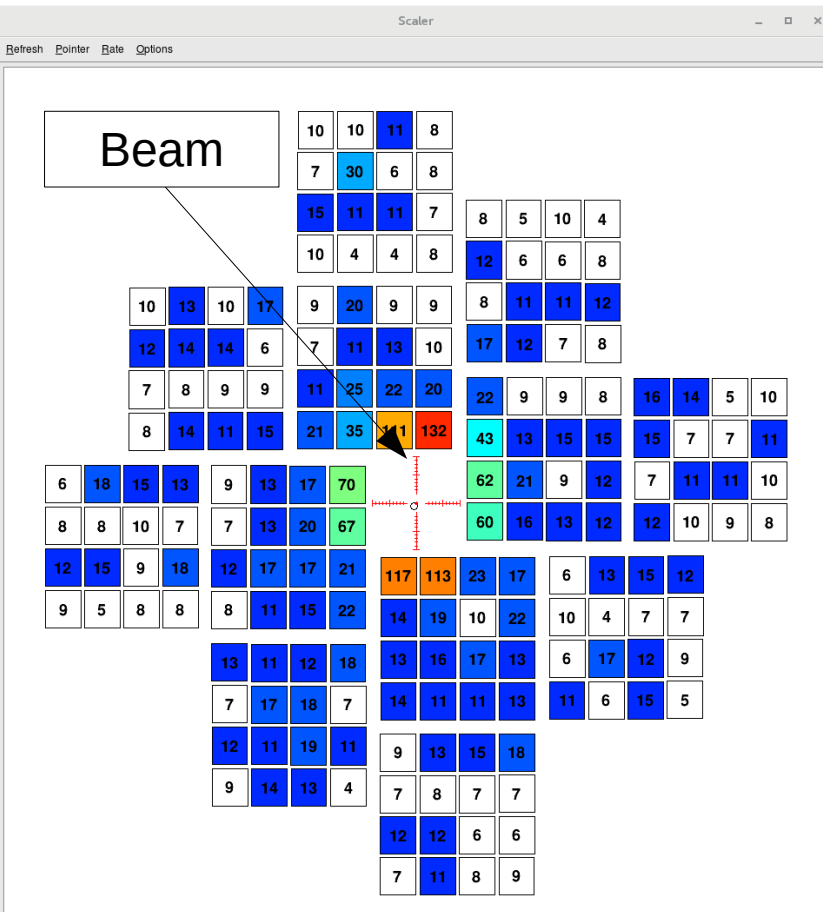 Scaler
Refresh Pointer Rate Options
Beam
10 10 11 8
7 30 6 8
15 11 11 7
10 4 4 8
8 5 10 4
12 6 6 8
8 11 11 12
17 12 7 8
10 13 10 17
12 14 14 6
7 8 9 9
8 14 11 15
9 20 9 9
7 11 13 10
11 25 22 20
21 35 132
22 9 9 8
43 13 15 15
62 21 9 12
60 16 13 12
16 14 5 10
15 7 7 11
7 11 11 10
12 10 9 8
6 18 15 13
8 8 10 7
12 15 9 18
9 5 8 8
9 13 17 70
7 13 20 67
12 17 17 21
8 11 15 22
117 113 23 17
14 19 10 22
13 16 17 13
14 11 11 13
6 13 15 12
10 4 7 7
6 17 12 9
11 6 15 5
13 11 12 18
7 17 18 7
12 11 19 11
9 14 13 4
9 13 15 18
7 8 7 7
12 12 6 6
7 11 8 9